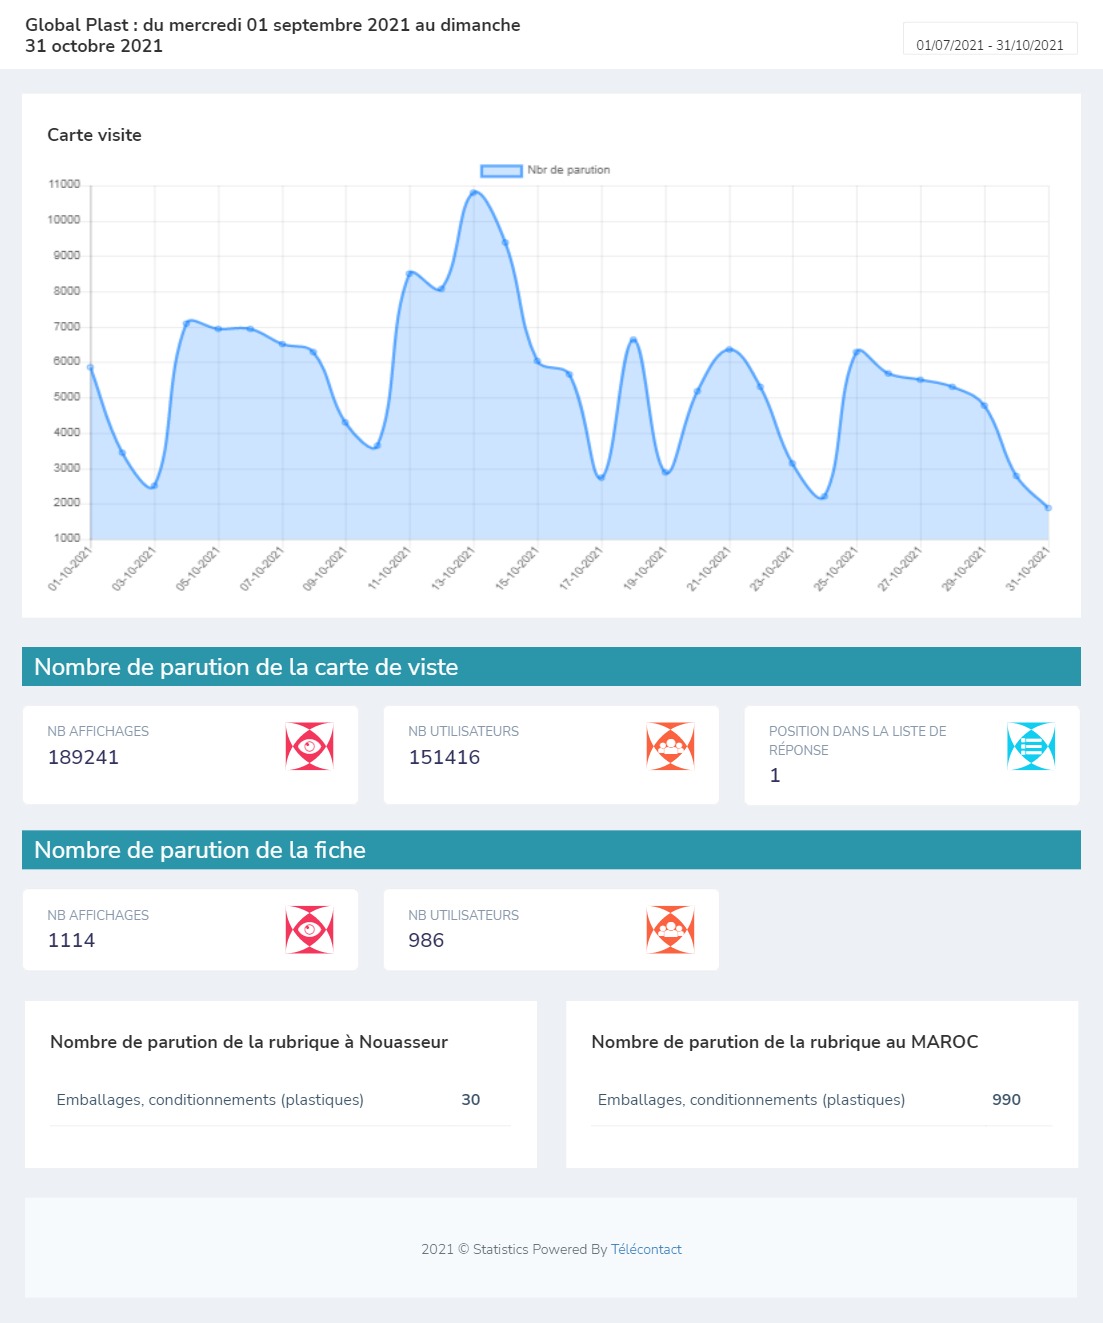 Global Plast : du mercredi 01 septembre 2021 au dimanche
31 octobre 2021
01/07/2021 - 31/10/2021
Carte visite
Nbr de parution
11000
10000
9000
8000
7000
6000
5000
4000
3000
2000
1000
01-10-2021
03-10-2021
05-10-2021
07-10-2021
09-10-2021
11-10-2021
13-10-2021
15-10-2021
17-10-2021
19-10-2021
21-10-2021
23-10-2021
25-10-2021
27-10-2021
29-10-2021
31-10-2021
Nombre de parution de la carte de viste
NB AFFICHAGES
189241
NB UTILISATEURS
151416
POSITION DANS LA LISTE DE
RÉPONSE
1
Nombre de parution de la fiche
NB AFFICHAGES
1114
NB UTILISATEURS
986
Nombre de parution de la rubrique à Nouasseur
Emballages, conditionnements (plastiques) 30
Nombre de parution de la rubrique au MAROC
Emballages, conditionnements (plastiques) 990
2021 © Statistics Powered By Télécontact